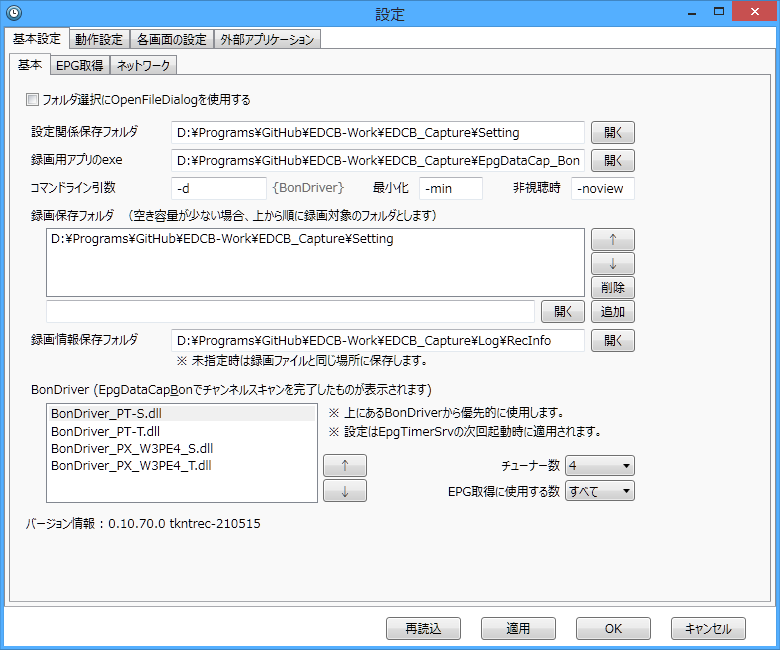 設定
基本設定 動作設定 各画面の設定 外部アプリケーション
基本 EPG取得 ネットワーク
フォルダ選択にOpenFileDialogを使用する
設定関係保存フォルダ D:¥Programs¥GitHub¥EDCB-Work¥EDCB_Capture¥Setting 開く
録画用アプリのexe D:¥Programs¥GitHub¥EDCB-Work¥EDCB_Capture¥EpgDataCap_Bon 開く
コマンドライン引数 -d {BonDriver} 最小化 -min 非視聴時 -noview
録画保存フォルダ （空き容量が少ない場合、上から順に録画対象のフォルダとします）
D:¥Programs¥GitHub¥EDCB-Work¥EDCB_Capture¥Setting ↑
↓
削除
開く 追加
録画情報保存フォルダ D:¥Programs¥GitHub¥EDCB-Work¥EDCB_Capture¥Log¥RecInfo 開く
※ 未指定時は録画ファイルと同じ場所に保存します。
BonDriver (EpgDataCapBonでチャンネルスキャンを完了したものが表示されます)
BonDriver_PT-S.dll ※ 上にあるBonDriverから優先的に使用します。
BonDriver_PT-T.dll ※ 設定はEpgTimerSrvの次回起動時に適用されます。
BonDriver_PX_W3PE4_S.dll
BonDriver_PX_W3PE4_T.dll ↑ チューナー数 4
↓ EPG取得に使用する数 すべて
バージョン情報 : 0.10.70.0 tkntrec-210515
再読込 適用 OK キャンセル